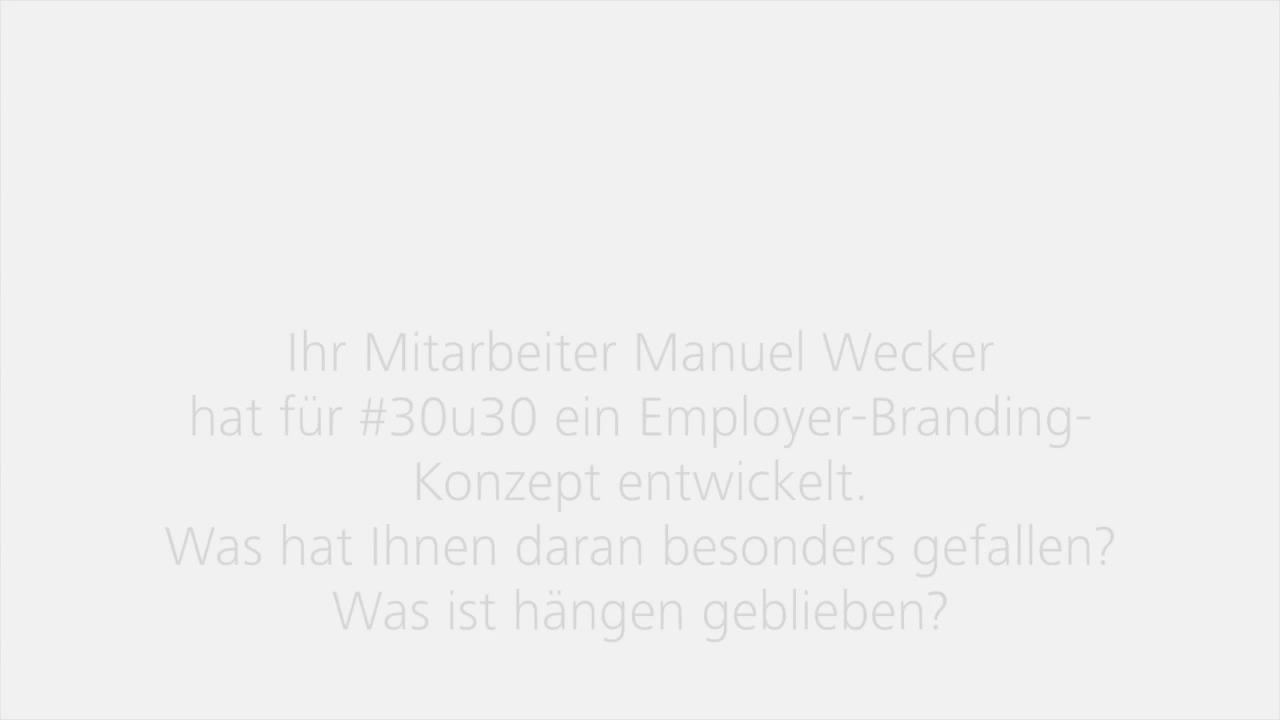 Ihr Mitarbeiter Manuel Wecker
hat für #30u30 ein Employer-Branding-
Konzept entwickelt.
Was hat Ihnen daran besonders gefallen?
Was ist hängen geblieben?